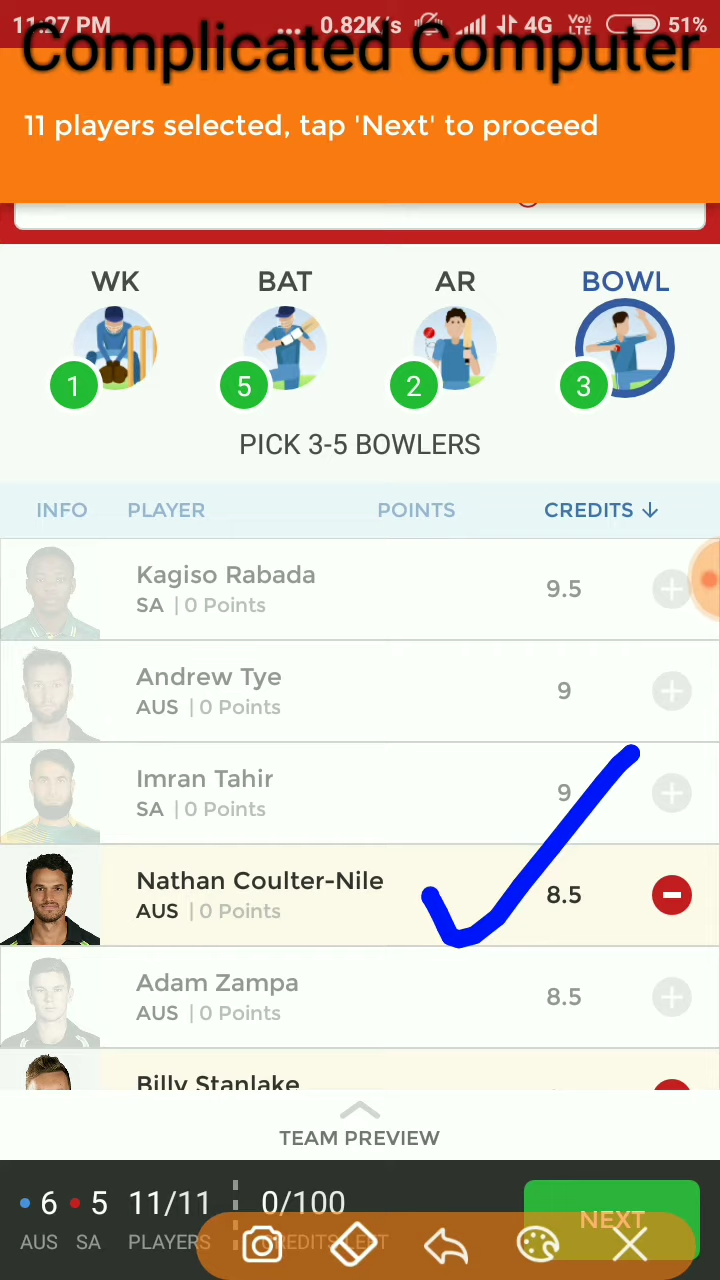 11:27 PM ... 0.82K/s 4G Vo) LTE 51%
Complicated Computer
11 players selected, tap 'Next' to proceed
WK BAT AR BOWL
1 5 2 3
PICK 3-5 BOWLERS
INFO PLAYER POINTS CREDITS ↓
Kagiso Rabada
SA | 0 Points 9.5
Andrew Tye
AUS | 0 Points 9
Imran Tahir
SA | 0 Points 9
Nathan Coulter-Nile
AUS | 0 Points 8.5
Adam Zampa
AUS | 0 Points 8.5
Billy Stanlake
TEAM PREVIEW
6 5 11/11 0/100 NEXT
AUS SA PLAYERS CREDITS LEFT